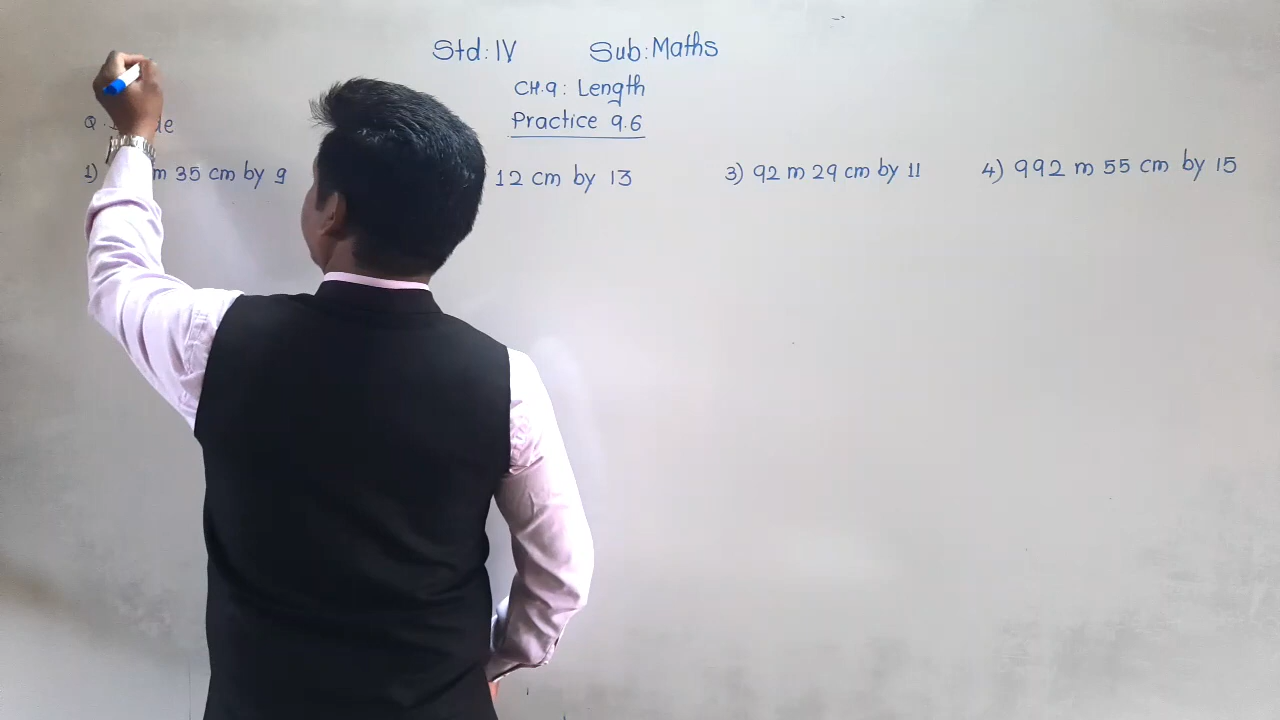 Std: IV Sub: Maths
CH.9: Length
Practice 9.6
Q.
1) m 35 cm by 9 12 cm by 13 3) 92 m 29 cm by 11 4) 992 m 55 cm by 15